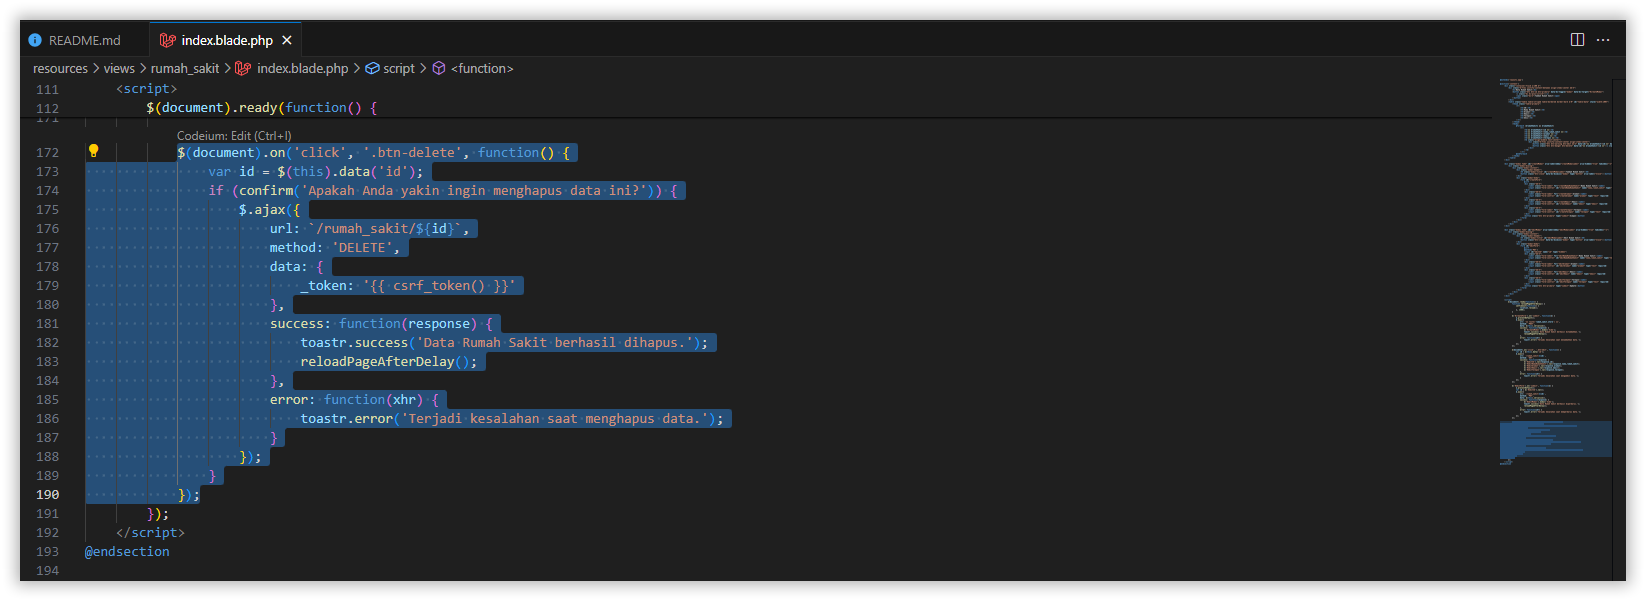 README.md index.blade.php
resources > views > rumah_sakit > index.blade.php > script > <function>
111 <script>
112 $(document).ready(function() {
171
Codeium: Edit (Ctrl+I)
172 $(document).on('click', '.btn-delete', function() {
173 var id = $(this).data('id');
174 if (confirm('Apakah Anda yakin ingin menghapus data ini?')) {
175 $.ajax({
176 url: `/rumah_sakit/${id}`,
177 method: 'DELETE',
178 data: {
179 _token: '{{ csrf_token() }}'
180 },
181 success: function(response) {
182 toastr.success('Data Rumah Sakit berhasil dihapus.');
183 reloadPageAfterDelay();
184 },
185 error: function(xhr) {
186 toastr.error('Terjadi kesalahan saat menghapus data.');
187 }
188 });
189 }
190 });
191 });
192 </script>
193 @endsection
194